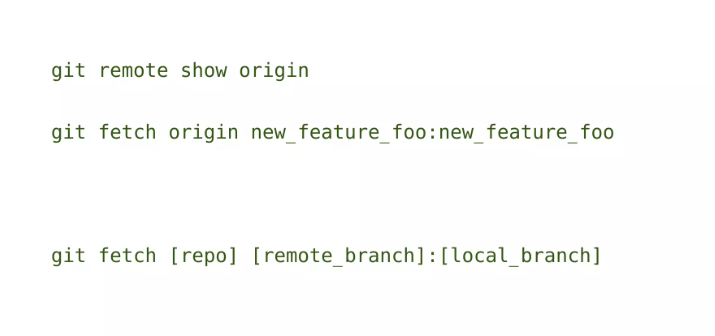 git remote show origin
git fetch origin new_feature_foo:new_feature_foo
git fetch [repo] [remote_branch]:[local_branch]